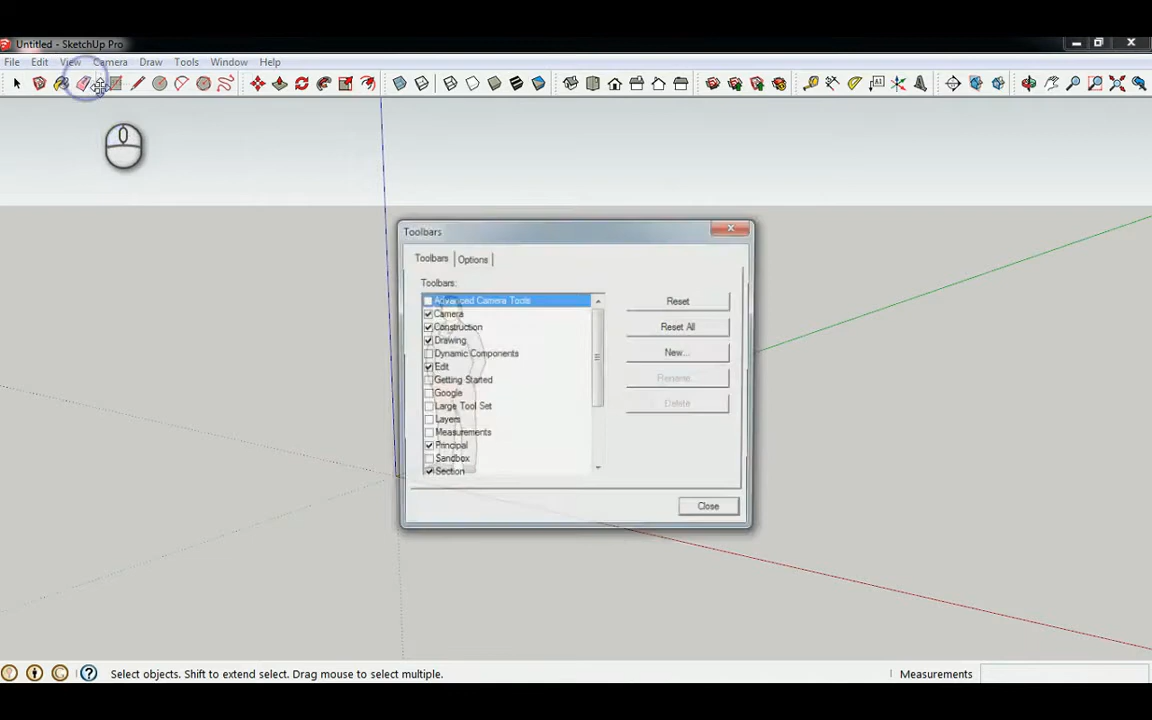 Untitled - SketchUp Pro
File Edit View Camera Draw Tools Window Help
Toolbars
Toolbars Options
Toolbars:
Advanced Camera Tools
Camera
Construction
Drawing
Dynamic Components
Edit
Getting Started
Google
Large Tool Set
Layers
Measurements
Principal
Sandbox
Section
Reset
Reset All
New...
Rename...
Delete
Close
Select objects. Shift to extend select. Drag mouse to select multiple.
Measurements